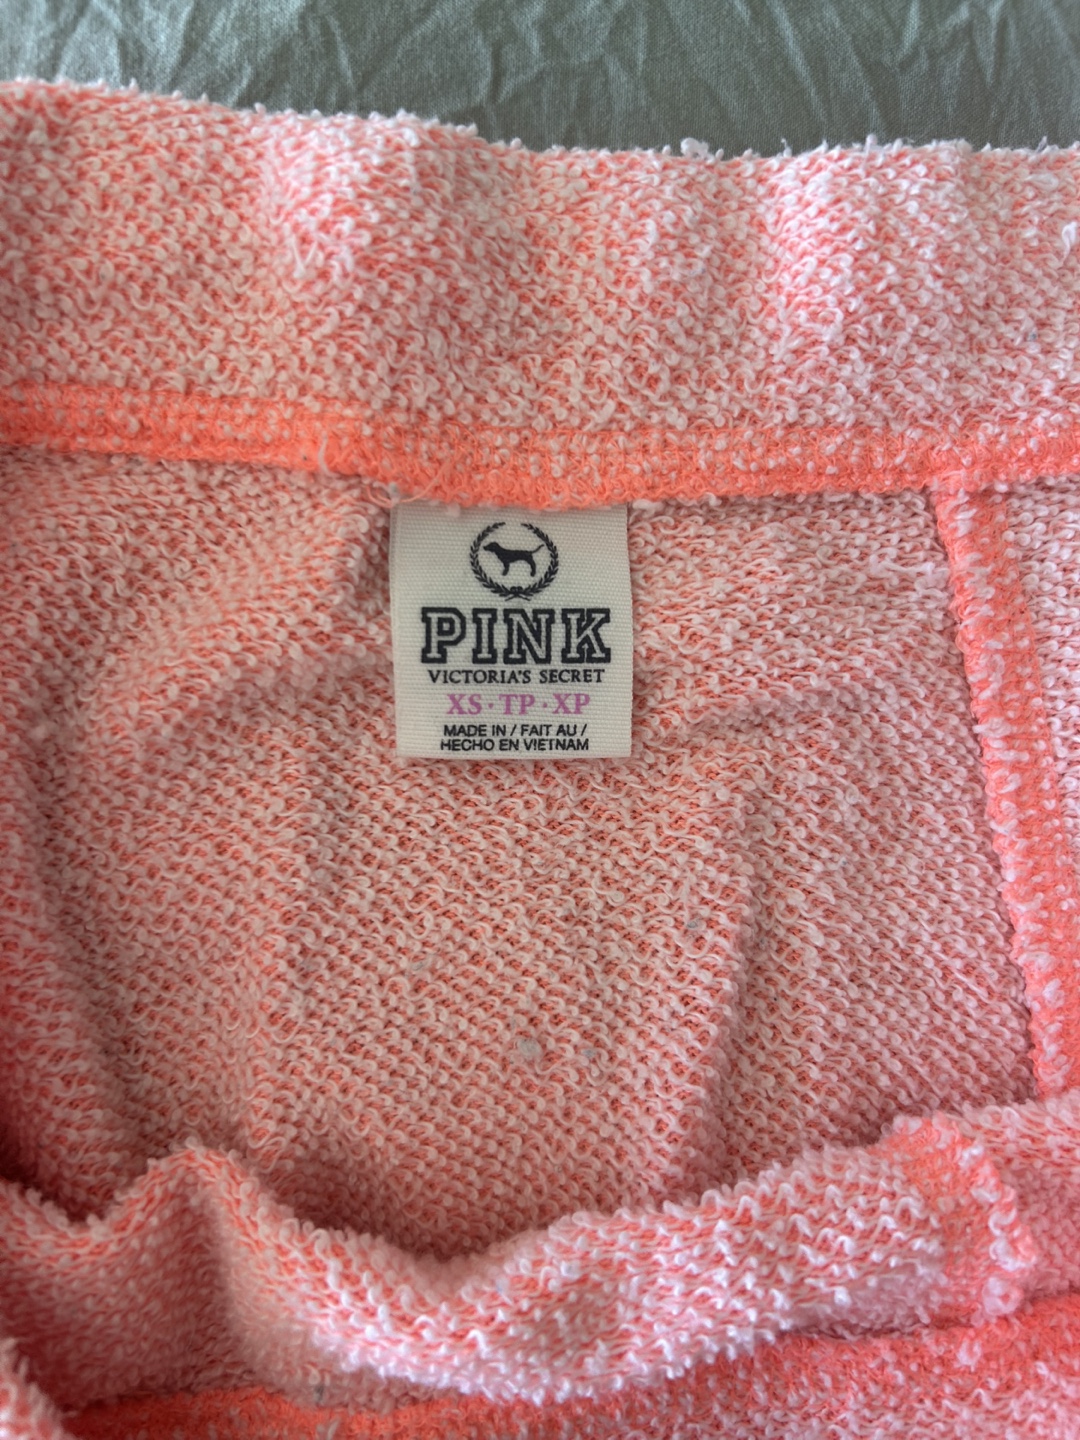 PINK
VICTORIA'S SECRET
XS · TP · XP
MADE IN / FAIT AU /
HECHO EN VIETNAM